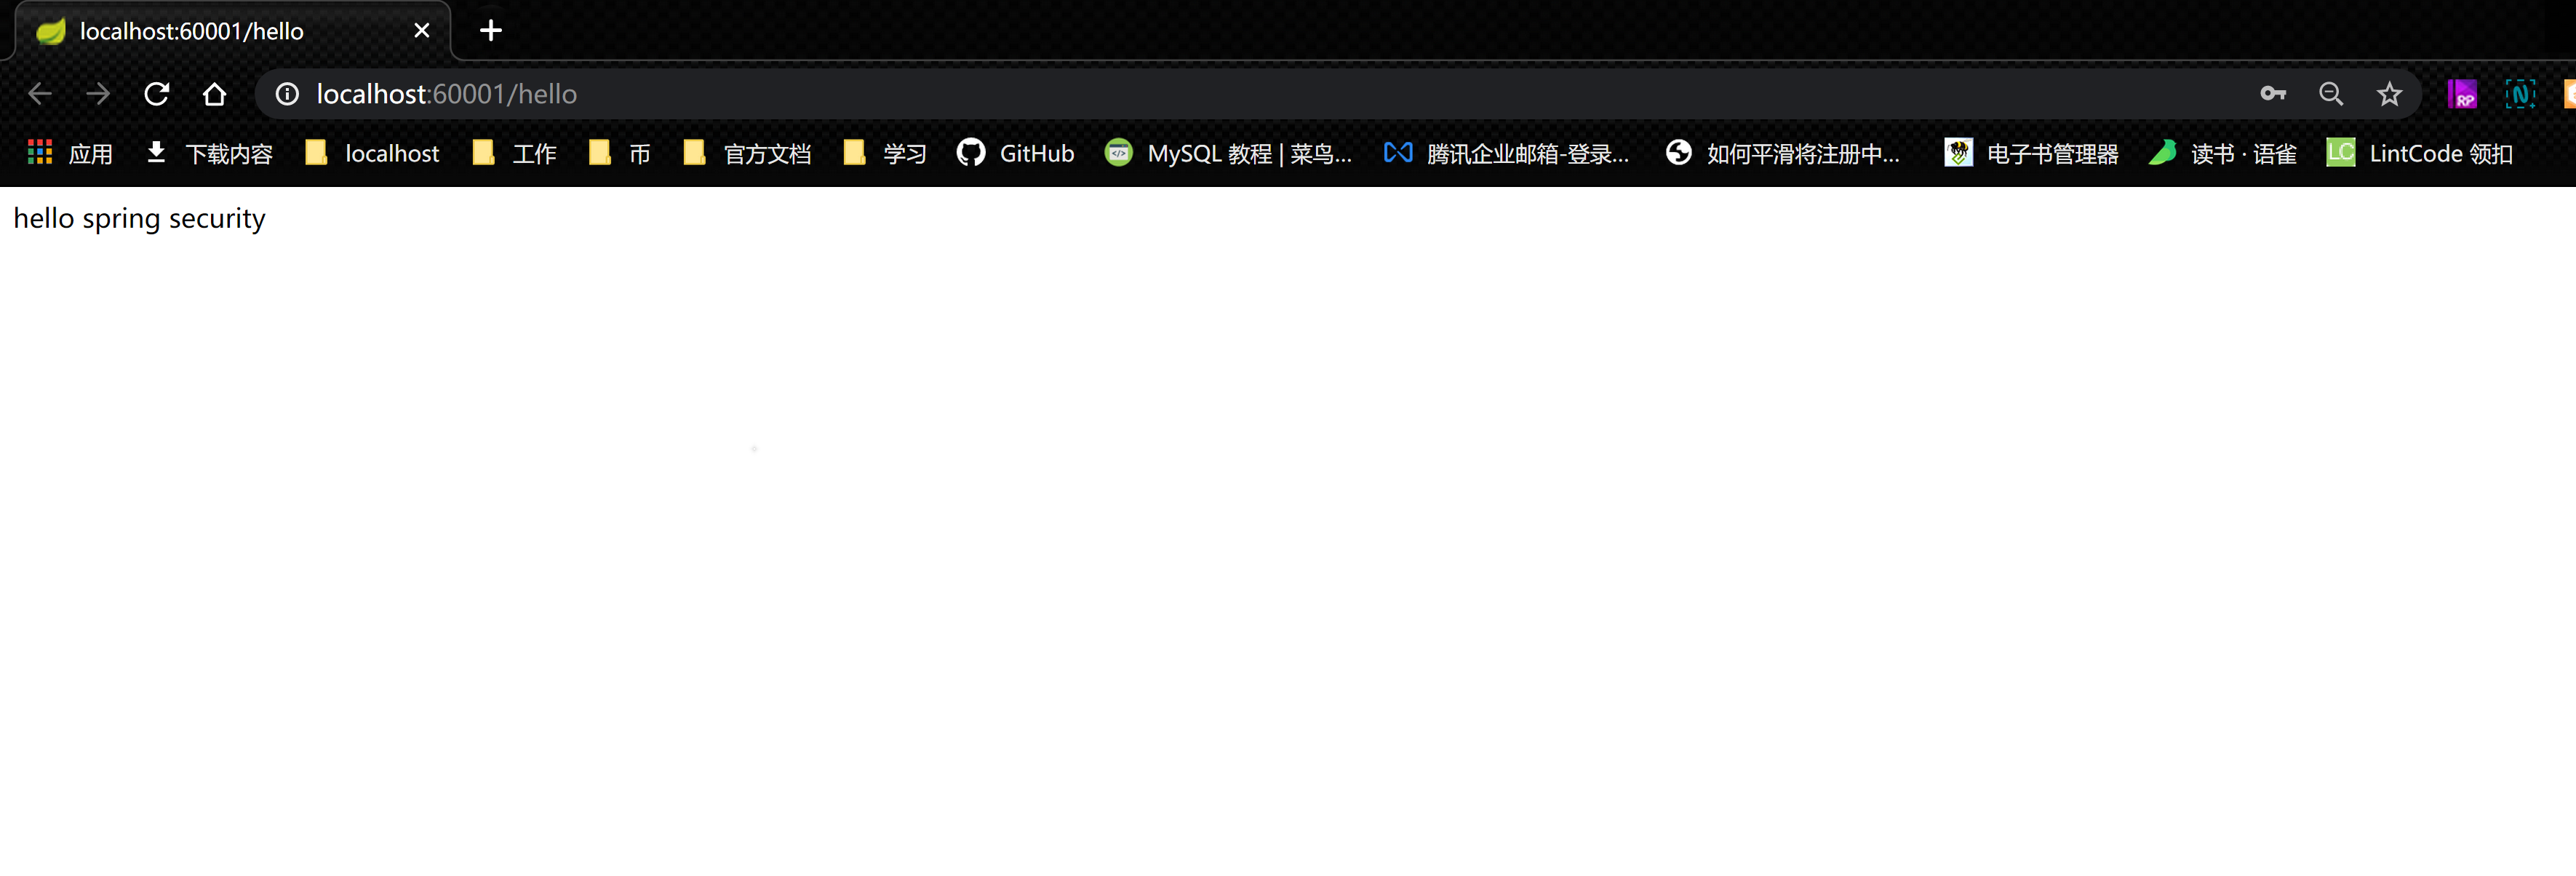 localhost:60001/hello
localhost:60001/hello
RP N
应用 下载内容 localhost 工作 币 官方文档 学习 GitHub MySQL 教程 | 菜鸟... 腾讯企业邮箱-登录... 如何平滑将注册中... 电子书管理器 读书 · 语雀 LC LintCode 领扣
hello spring security